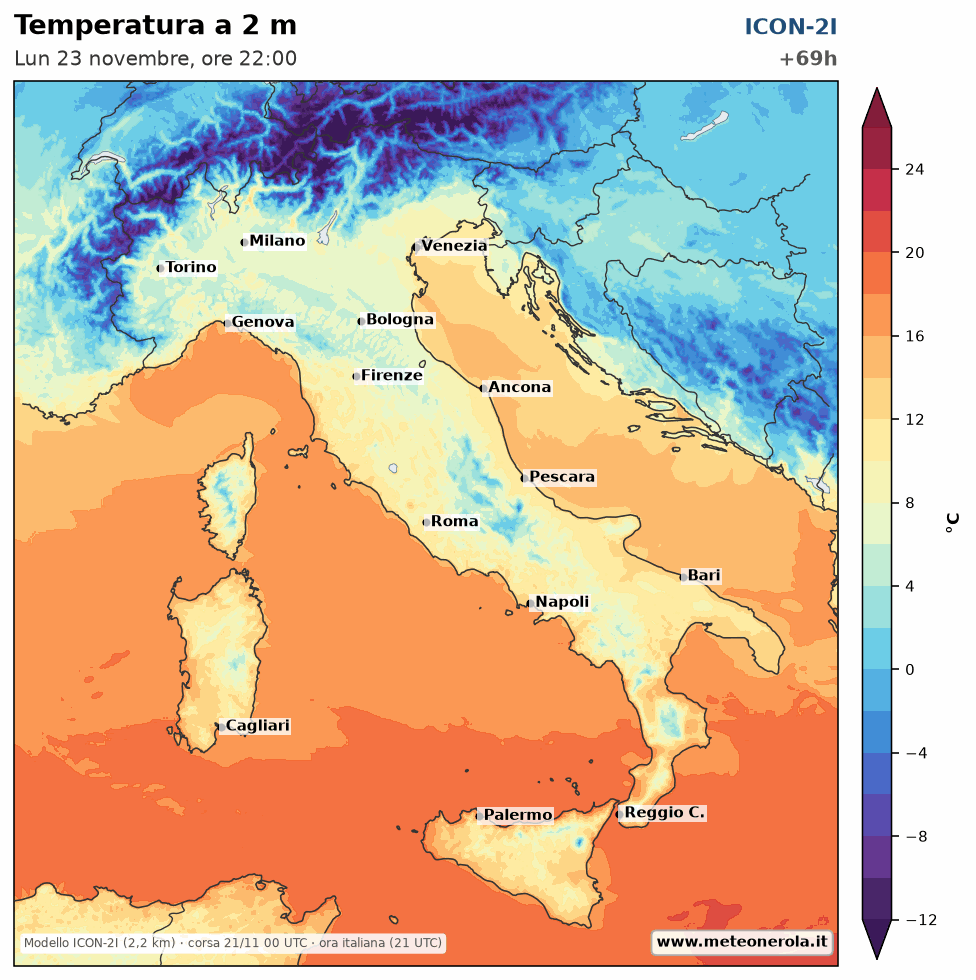 Temperatura a 2 m
ICON-2I
Lun 23 novembre, ore 22:00
+69h
Milano
Venezia
Torino
Genova
Bologna
Firenze
Ancona
Pescara
Roma
Bari
Napoli
Cagliari
Palermo
Reggio C.
24
20
16
12
8
4
0
−4
−8
−12
°C
Modello ICON-2I (2,2 km) · corsa 21/11 00 UTC · ora italiana (21 UTC)
www.meteonerola.it